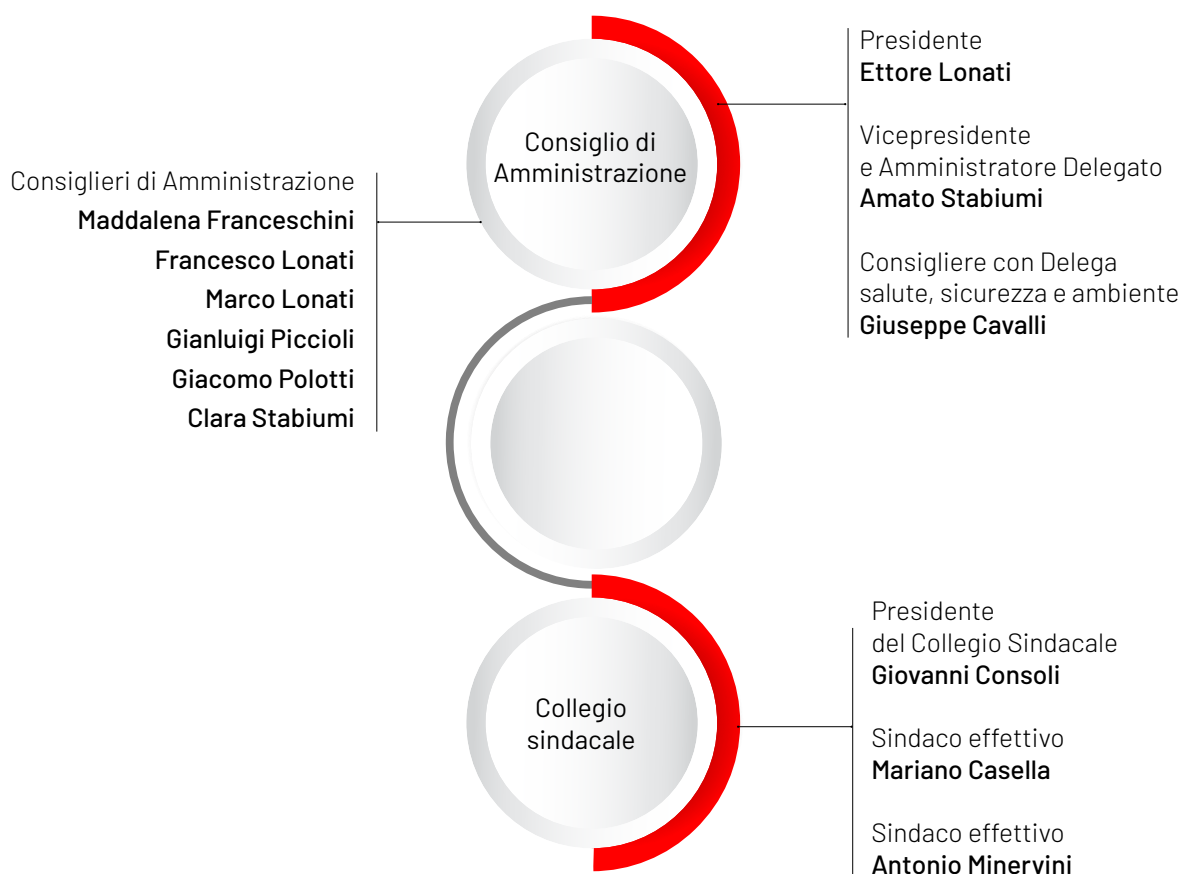 Consiglio di
Amministrazione
Presidente
Ettore Lonati
Vicepresidente
e Amministratore Delegato
Amato Stabiumi
Consigliere con Delega
salute, sicurezza e ambiente
Giuseppe Cavalli
Consiglieri di Amministrazione
Maddalena Franceschini
Francesco Lonati
Marco Lonati
Gianluigi Piccioli
Giacomo Polotti
Clara Stabiumi
Collegio
sindacale
Presidente
del Collegio Sindacale
Giovanni Consoli
Sindaco effettivo
Mariano Casella
Sindaco effettivo
Antonio Minervini